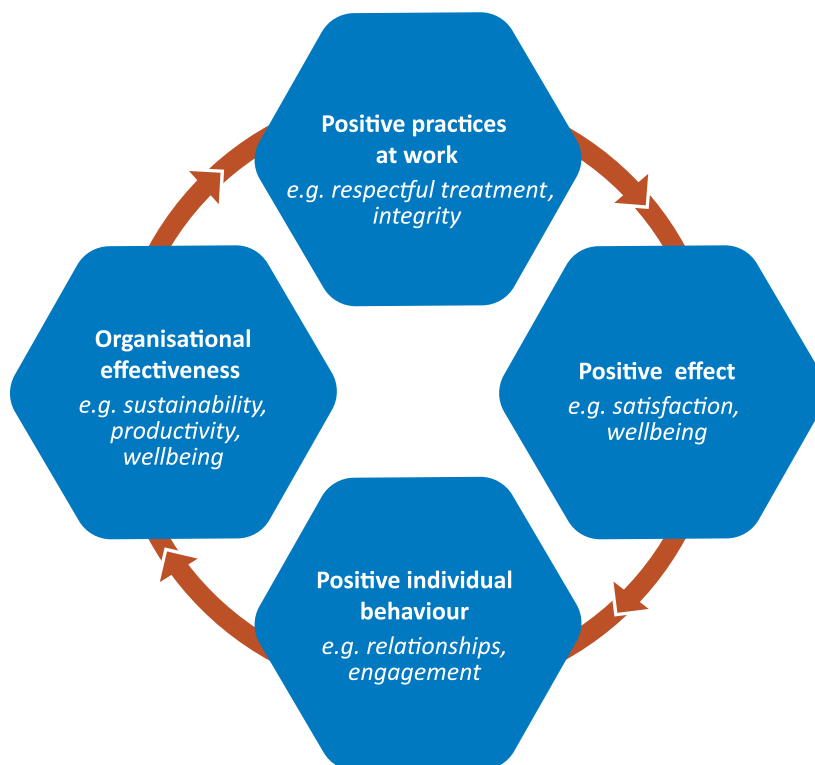 Positive practices
at work
e.g. respectful treatment,
integrity
Positive effect
e.g. satisfaction,
wellbeing
Positive individual
behaviour
e.g. relationships,
engagement
Organisational
effectiveness
e.g. sustainability,
productivity,
wellbeing